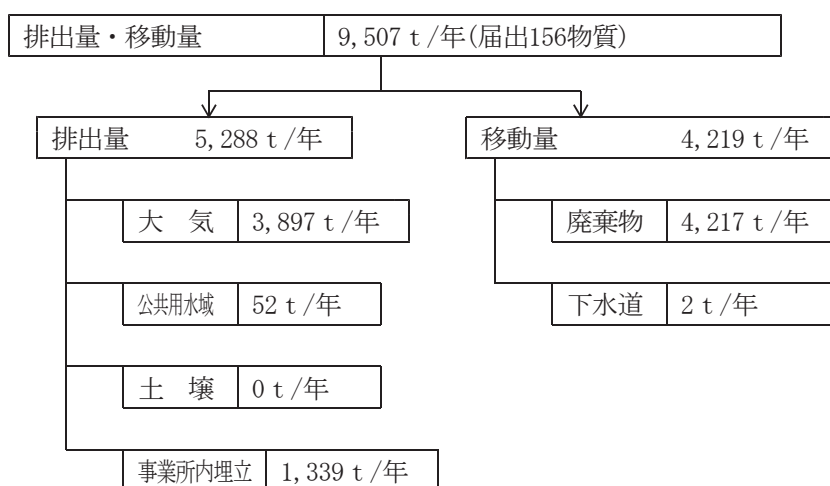 排出量・移動量 9,507 t/年(届出156物質)
排出量 5,288 t/年
移動量 4,219 t/年
大 気 3,897 t/年
廃棄物 4,217 t/年
公共用水域 52 t/年
下水道 2 t/年
土 壌 0 t/年
事業所内埋立 1,339 t/年